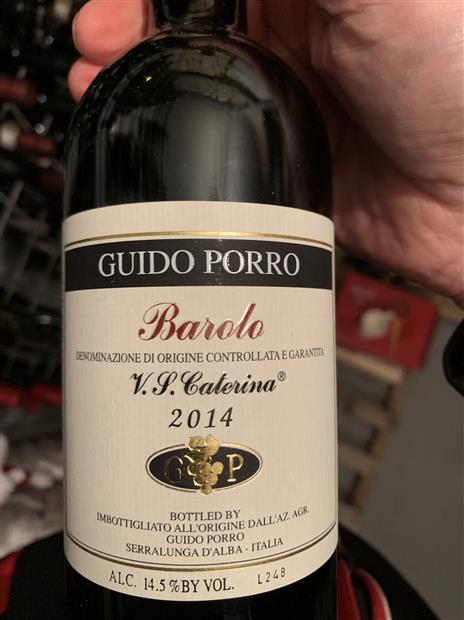 GUIDO PORRO
Barolo
DENOMINAZIONE DI ORIGINE CONTROLLATA E GARANTITA
V.S. Caterina®
2014
G P
BOTTLED BY
IMBOTTIGLIATO ALL'ORIGINE DALL'AZ. AGR.
GUIDO PORRO
SERRALUNGA D'ALBA - ITALIA
ALC. 14.5 % BY VOL. L248